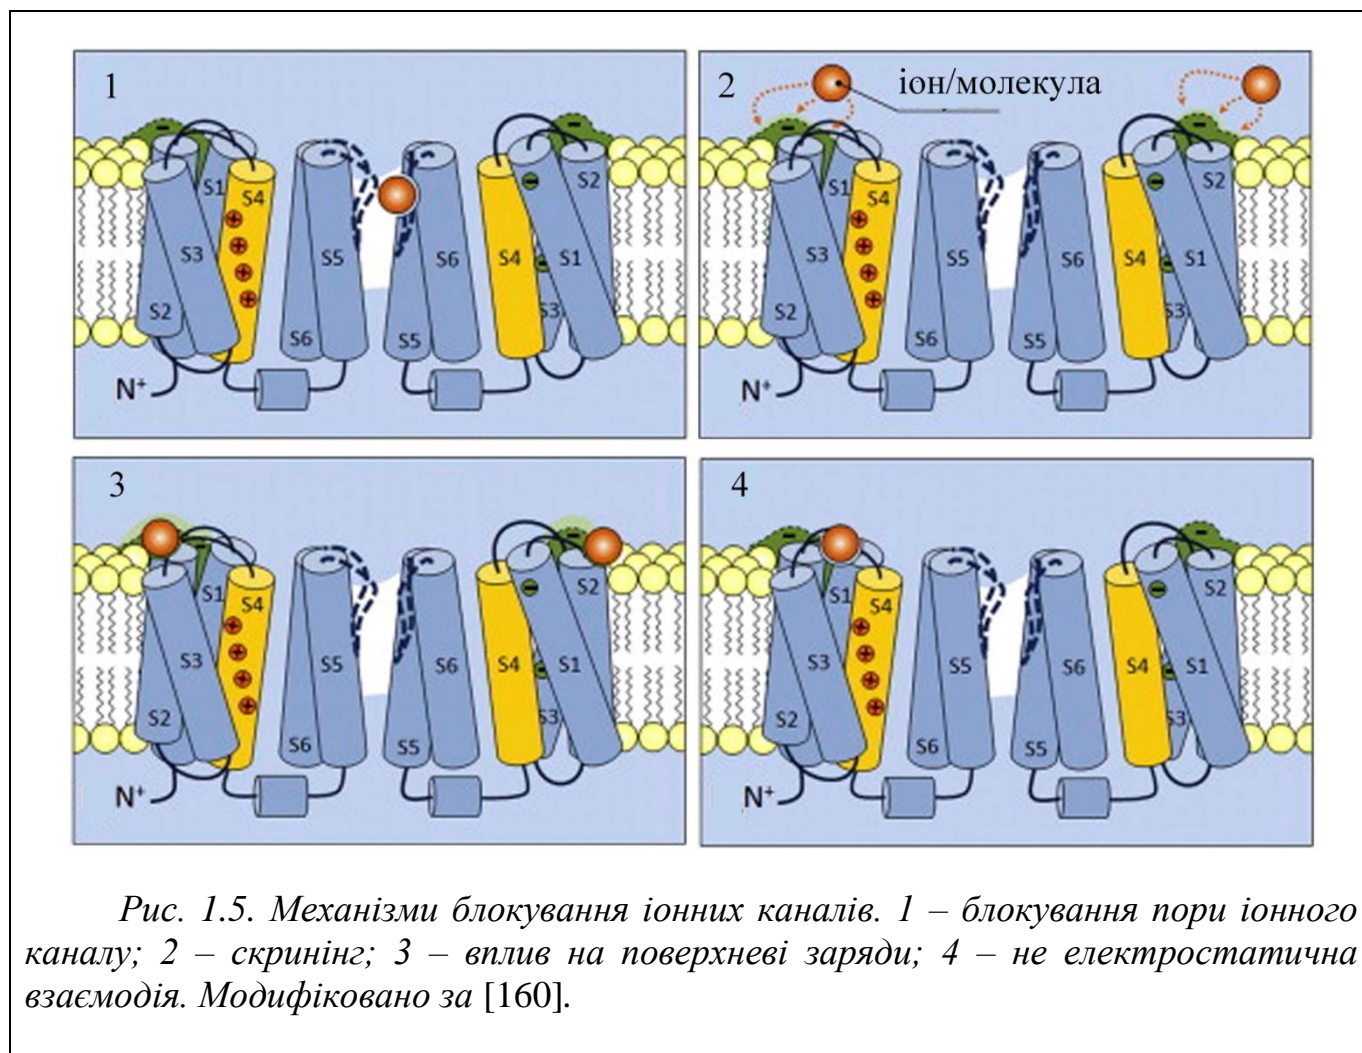 1
S1
S4
S3
S2
S5
S6
S6
S5
S4
S2
S1
S3
N⁺
2
іон/молекула
S1
S4
S3
S2
S5
S6
S6
S5
S4
S2
S1
S3
N⁺
3
S1
S4
S3
S2
S5
S6
S6
S5
S4
S2
S1
S3
N⁺
4
S1
S4
S3
S2
S5
S6
S6
S5
S4
S2
S1
S3
N⁺
Рис. 1.5. Механізми блокування іонних каналів. 1 – блокування пори іонного
каналу; 2 – скринінг; 3 – вплив на поверхневі заряди; 4 – не електростатична
взаємодія. Модифіковано за [160].